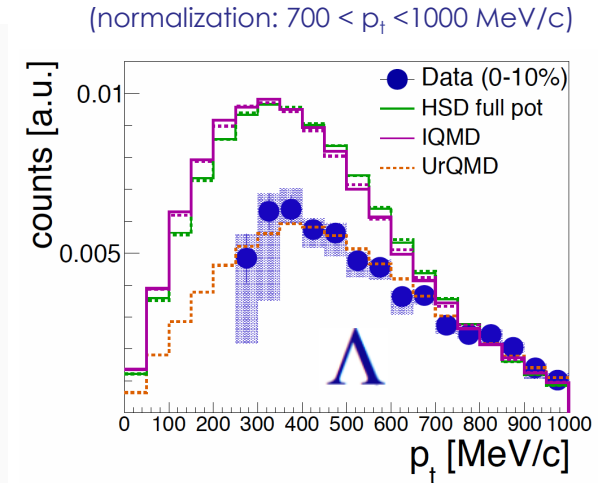 (normalization: 700 < pₜ <1000 MeV/c)
counts [a.u.]
0.01
0.005
Data (0-10%)
HSD full pot
IQMD
UrQMD
Λ
0 100 200 300 400 500 600 700 800 900 1000
pₜ [MeV/c]